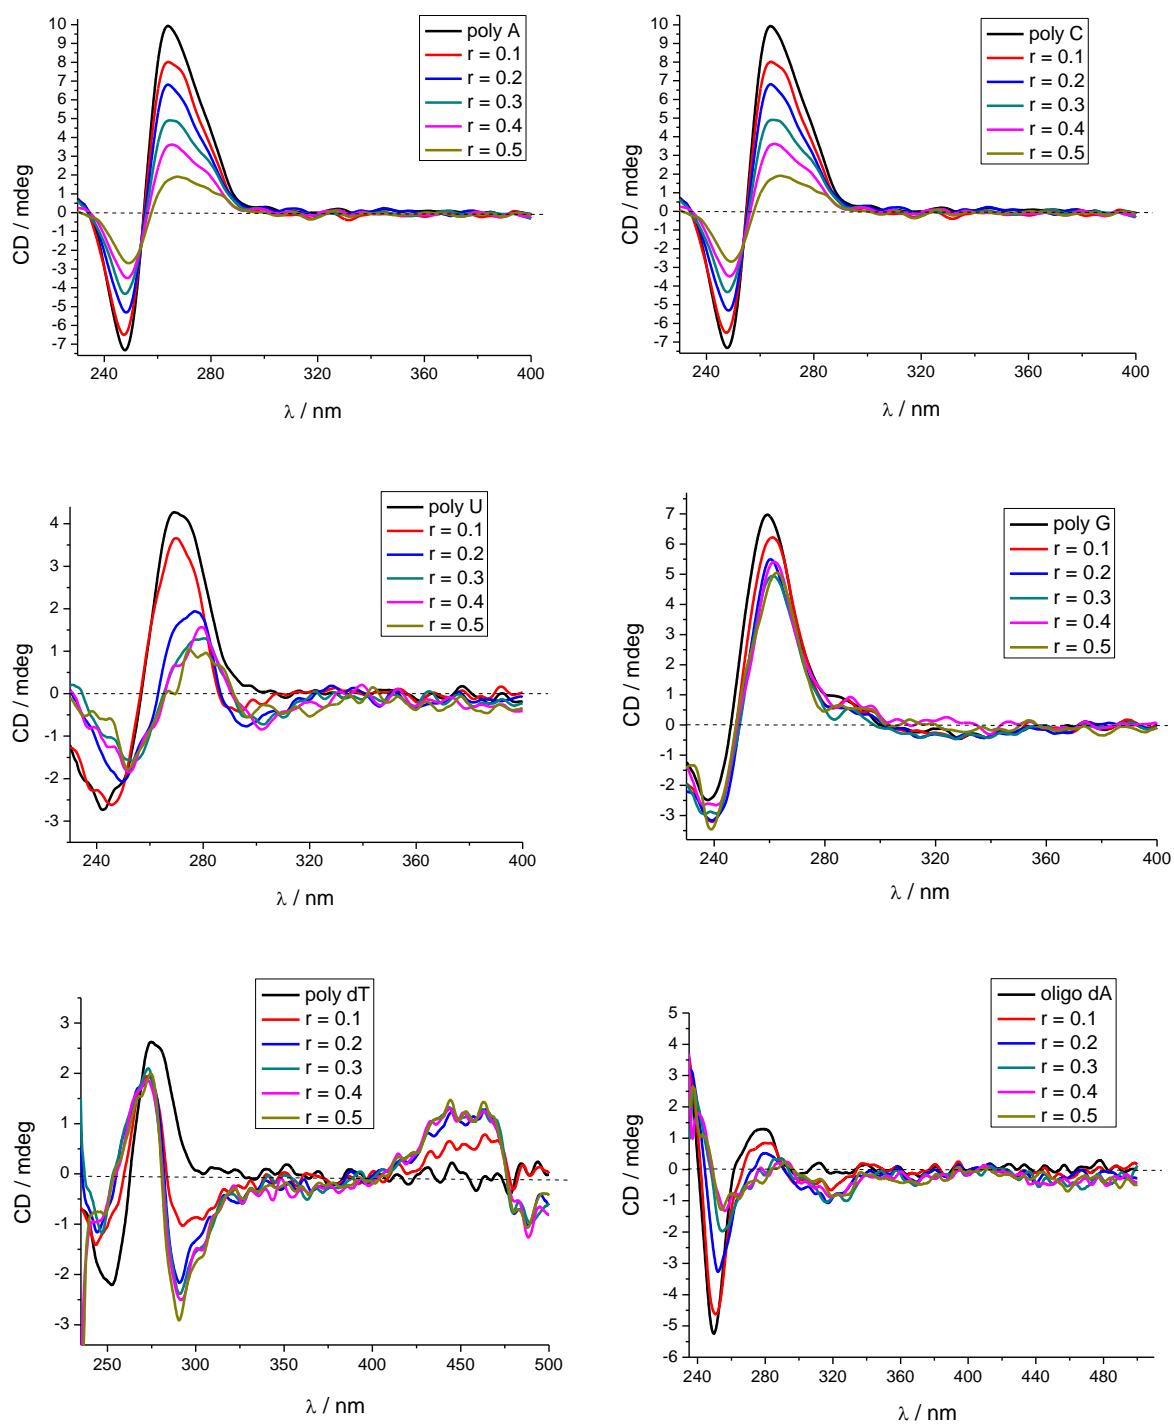 poly A
r = 0.1
r = 0.2
r = 0.3
r = 0.4
r = 0.5
10
9
8
7
6
5
4
3
2
1
0
-1
-2
-3
-4
-5
-6
-7
CD / mdeg
240 280 320 360 400
λ / nm
poly C
r = 0.1
r = 0.2
r = 0.3
r = 0.4
r = 0.5
10
9
8
7
6
5
4
3
2
1
0
-1
-2
-3
-4
-5
-6
-7
CD / mdeg
240 280 320 360 400
λ / nm
poly U
r = 0.1
r = 0.2
r = 0.3
r = 0.4
r = 0.5
4
3
2
1
0
-1
-2
-3
CD / mdeg
240 280 320 360 400
λ / nm
poly G
r = 0.1
r = 0.2
r = 0.3
r = 0.4
r = 0.5
7
6
5
4
3
2
1
0
-1
-2
-3
CD / mdeg
240 280 320 360 400
λ / nm
poly dT
r = 0.1
r = 0.2
r = 0.3
r = 0.4
r = 0.5
3
2
1
0
-1
-2
-3
CD / mdeg
250 300 350 400 450 500
λ / nm
oligo dA
r = 0.1
r = 0.2
r = 0.3
r = 0.4
r = 0.5
5
4
3
2
1
0
-1
-2
-3
-4
-5
-6
CD / mdeg
240 280 320 360 400 440 480
λ / nm